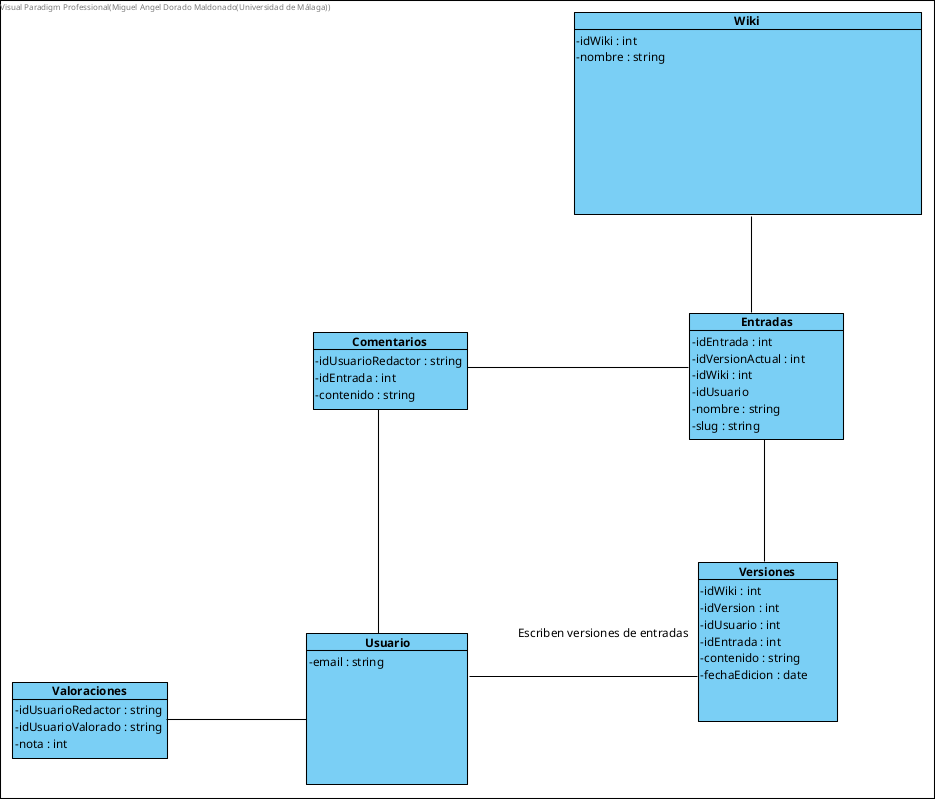 Visual Paradigm Professional(Miguel Angel Dorado Maldonado(Universidad de Málaga))
Wiki
-idWiki : int
-nombre : string
Entradas
-idEntrada : int
-idVersionActual : int
-idWiki : int
-idUsuario
-nombre : string
-slug : string
Comentarios
-idUsuarioRedactor : string
-idEntrada : int
-contenido : string
Versiones
-idWiki : int
-idVersion : int
-idUsuario : int
-idEntrada : int
-contenido : string
-fechaEdicion : date
Escriben versiones de entradas
Usuario
-email : string
Valoraciones
-idUsuarioRedactor : string
-idUsuarioValorado : string
-nota : int